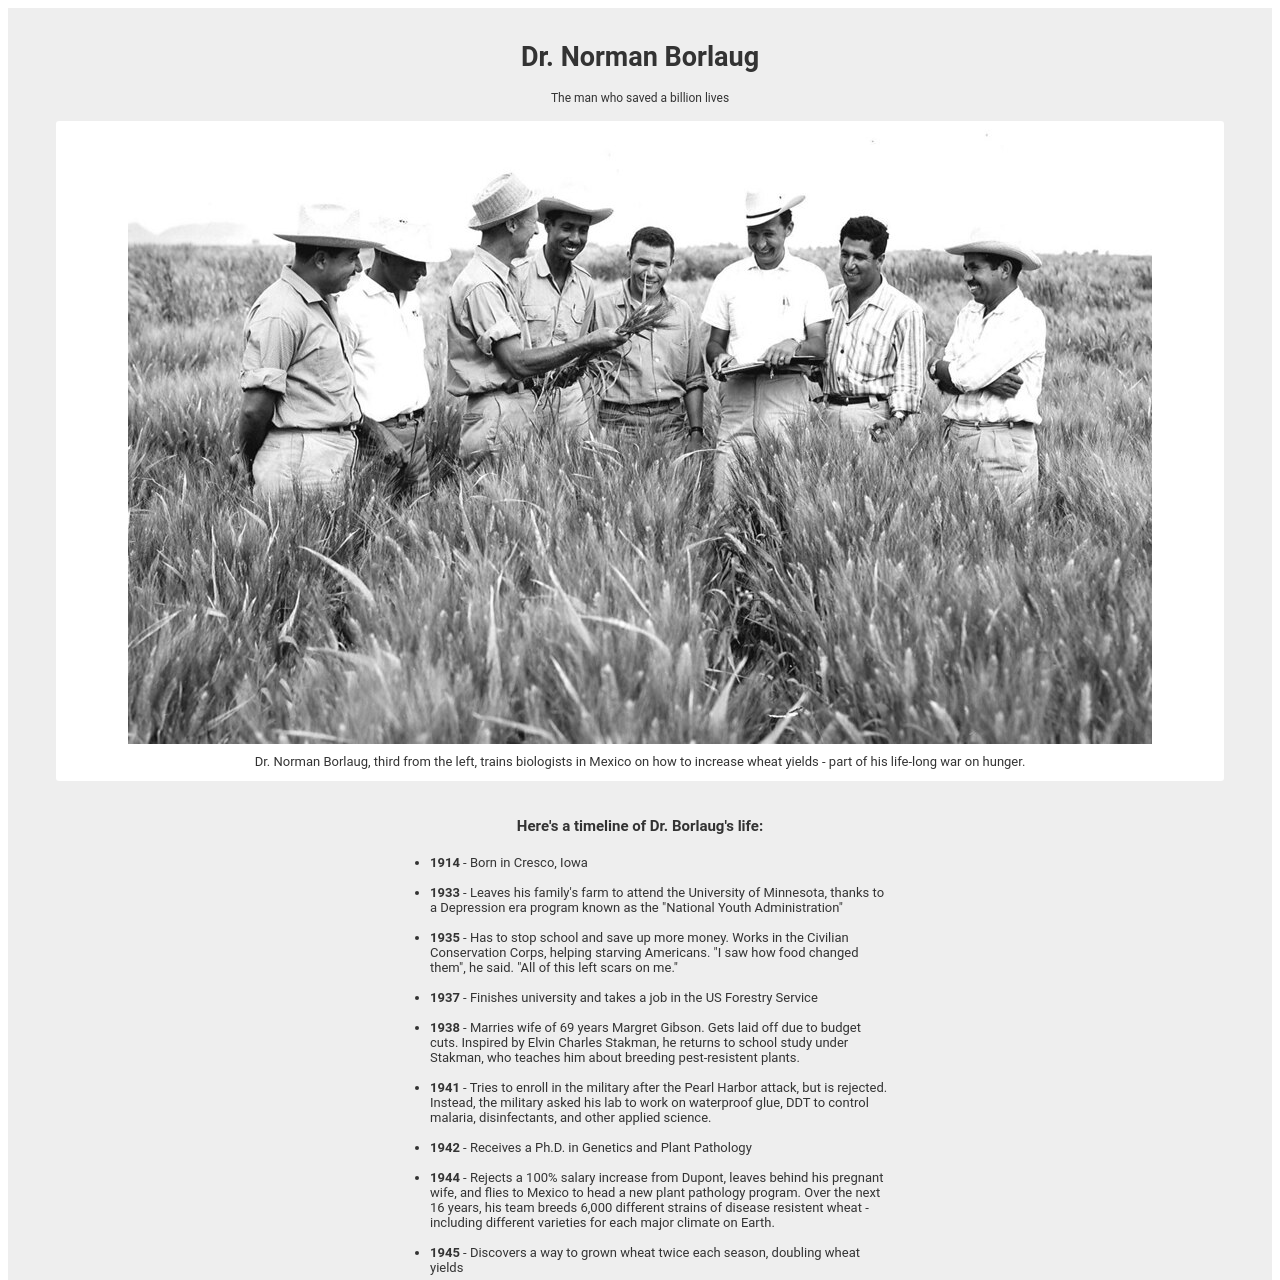 Dr. Norman Borlaug
The man who saved a billion lives
Dr. Norman Borlaug, third from the left, trains biologists in Mexico on how to increase wheat yields - part of his life-long war on hunger.
Here's a timeline of Dr. Borlaug's life:
• 1914 - Born in Cresco, Iowa
• 1933 - Leaves his family's farm to attend the University of Minnesota, thanks to
a Depression era program known as the "National Youth Administration"
• 1935 - Has to stop school and save up more money. Works in the Civilian
Conservation Corps, helping starving Americans. "I saw how food changed
them", he said. "All of this left scars on me."
• 1937 - Finishes university and takes a job in the US Forestry Service
• 1938 - Marries wife of 69 years Margret Gibson. Gets laid off due to budget
cuts. Inspired by Elvin Charles Stakman, he returns to school study under
Stakman, who teaches him about breeding pest-resistent plants.
• 1941 - Tries to enroll in the military after the Pearl Harbor attack, but is rejected.
Instead, the military asked his lab to work on waterproof glue, DDT to control
malaria, disinfectants, and other applied science.
• 1942 - Receives a Ph.D. in Genetics and Plant Pathology
• 1944 - Rejects a 100% salary increase from Dupont, leaves behind his pregnant
wife, and flies to Mexico to head a new plant pathology program. Over the next
16 years, his team breeds 6,000 different strains of disease resistent wheat -
including different varieties for each major climate on Earth.
• 1945 - Discovers a way to grown wheat twice each season, doubling wheat
yields